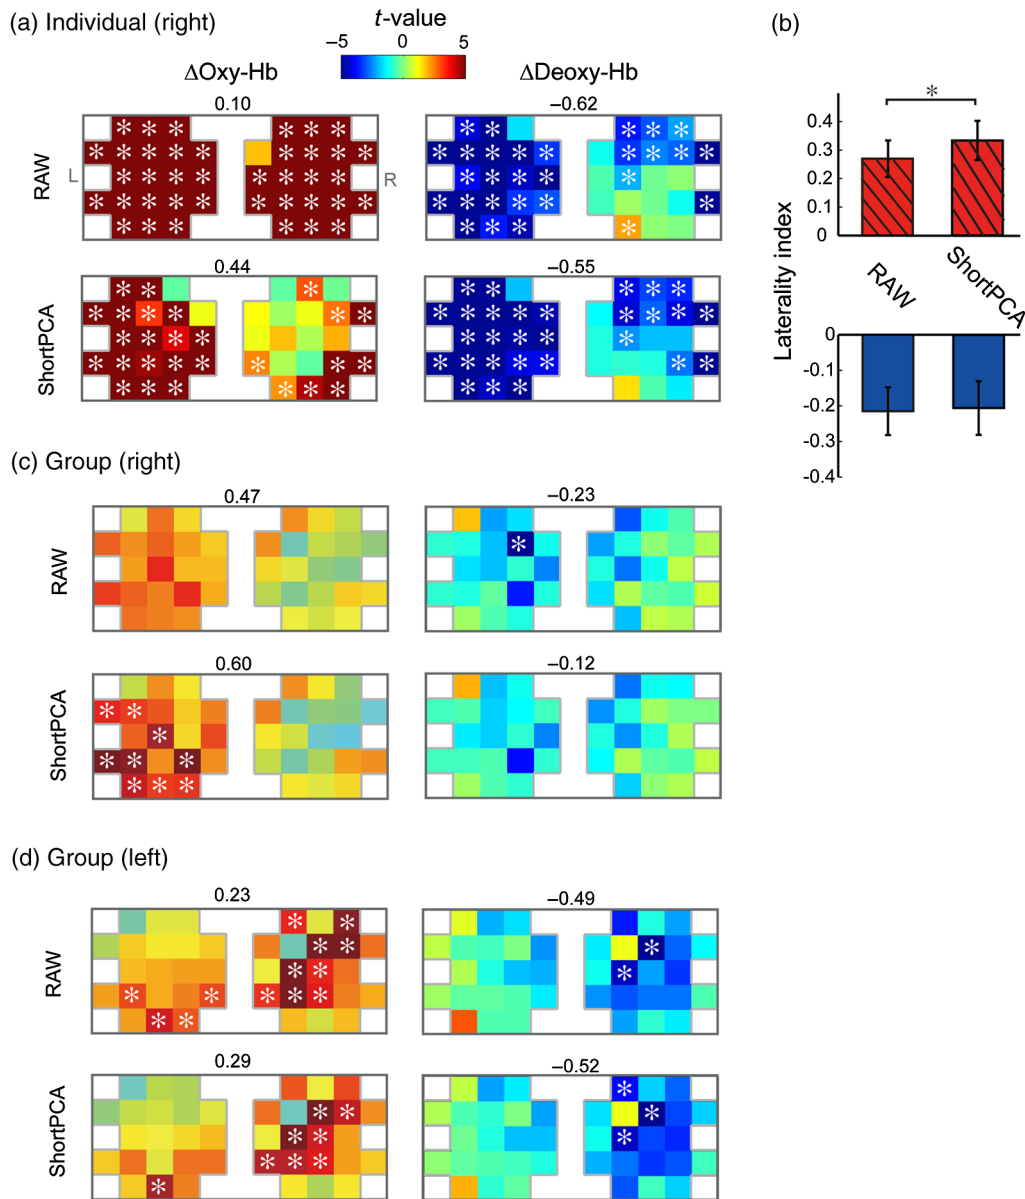 (a) Individual (right)
t-value
−5 0 5
ΔOxy-Hb ΔDeoxy-Hb
0.10 −0.62
RAW
L R
0.44 −0.55
ShortPCA
(b)
*
Laterality index
0.4
0.3
0.2
0.1
0
RAW ShortPCA
0
-0.1
-0.2
-0.3
-0.4
(c) Group (right)
0.47 −0.23
RAW
0.60 −0.12
ShortPCA
(d) Group (left)
0.23 −0.49
RAW
0.29 −0.52
ShortPCA